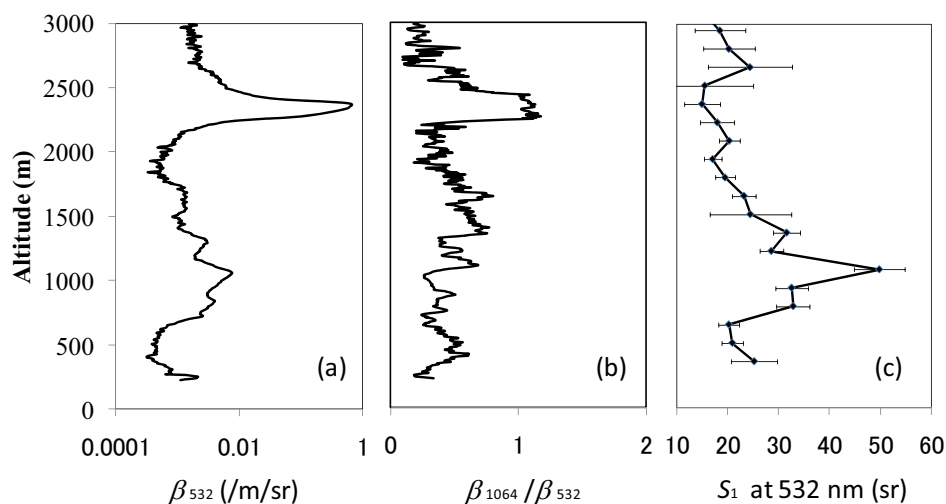 3000
2500
2000
1500
1000
500
0
Altitude (m)
(a)
(b)
(c)
0.0001 0.01 1
0 1 2
10 20 30 40 50 60
β532 (/m/sr)
β1064 /β532
S1 at 532 nm (sr)